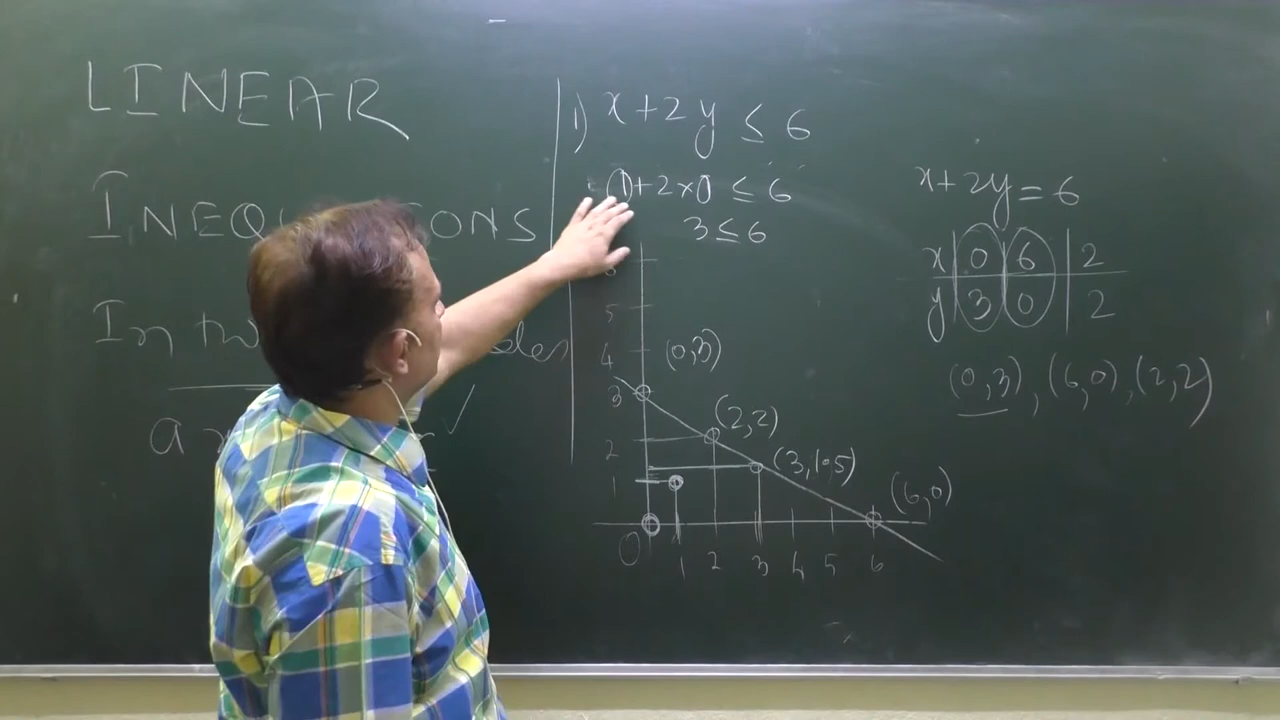 LINEAR
In
a
1) x+2y ≤ 6
+2× ≤ 6
3 ≤ 6
5
4
3
2
1
0 1 2 3 4 5 6
(0,3)
(2,2)
(3,1.5)
(6,0)
x+2y=6
x 0 6 2
y 3 0 2
(0,3), (6,0), (2,2)